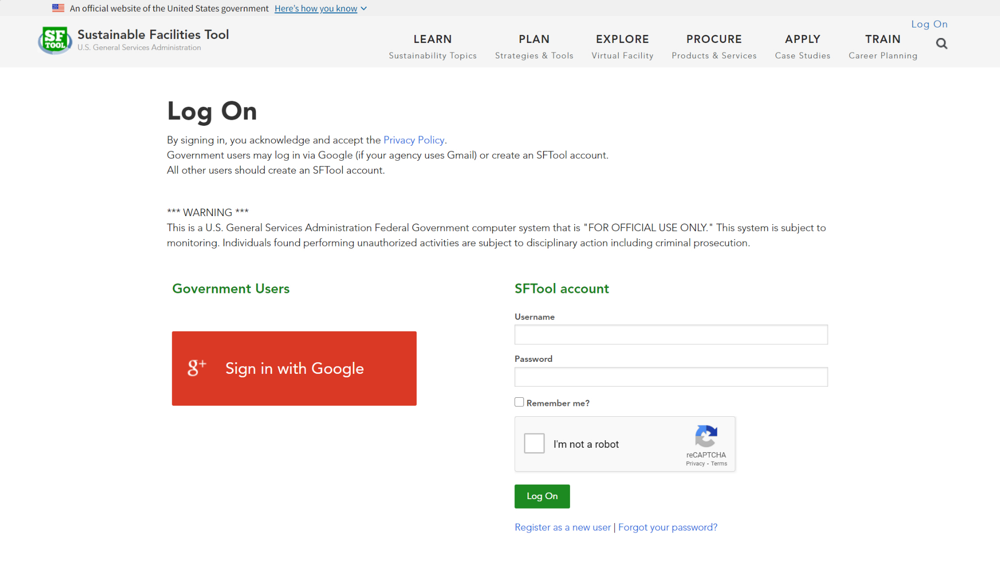 An official website of the United States government Here's how you know
Log On
SF
TOOL
Sustainable Facilities Tool
U.S. General Services Administration
LEARN
Sustainability Topics
PLAN
Strategies & Tools
EXPLORE
Virtual Facility
PROCURE
Products & Services
APPLY
Case Studies
TRAIN
Career Planning
Log On
By signing in, you acknowledge and accept the Privacy Policy.
Government users may log in via Google (if your agency uses Gmail) or create an SFTool account.
All other users should create an SFTool account.
*** WARNING ***
This is a U.S. General Services Administration Federal Government computer system that is "FOR OFFICIAL USE ONLY." This system is subject to
monitoring. Individuals found performing unauthorized activities are subject to disciplinary action including criminal prosecution.
Government Users
g+ Sign in with Google
SFTool account
Username
Password
Remember me?
I'm not a robot
reCAPTCHA
Privacy - Terms
Log On
Register as a new user | Forgot your password?